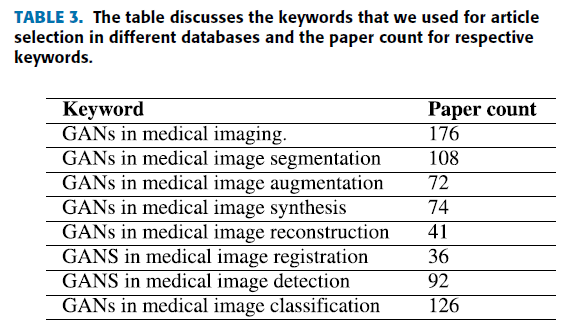 TABLE 3. The table discusses the keywords that we used for article
selection in different databases and the paper count for respective
keywords.
Keyword Paper count
GANs in medical imaging. 176
GANs in medical image segmentation 108
GANs in medical image augmentation 72
GANs in medical image synthesis 74
GANs in medical image reconstruction 41
GANS in medical image registration 36
GANS in medical image detection 92
GANs in medical image classification 126